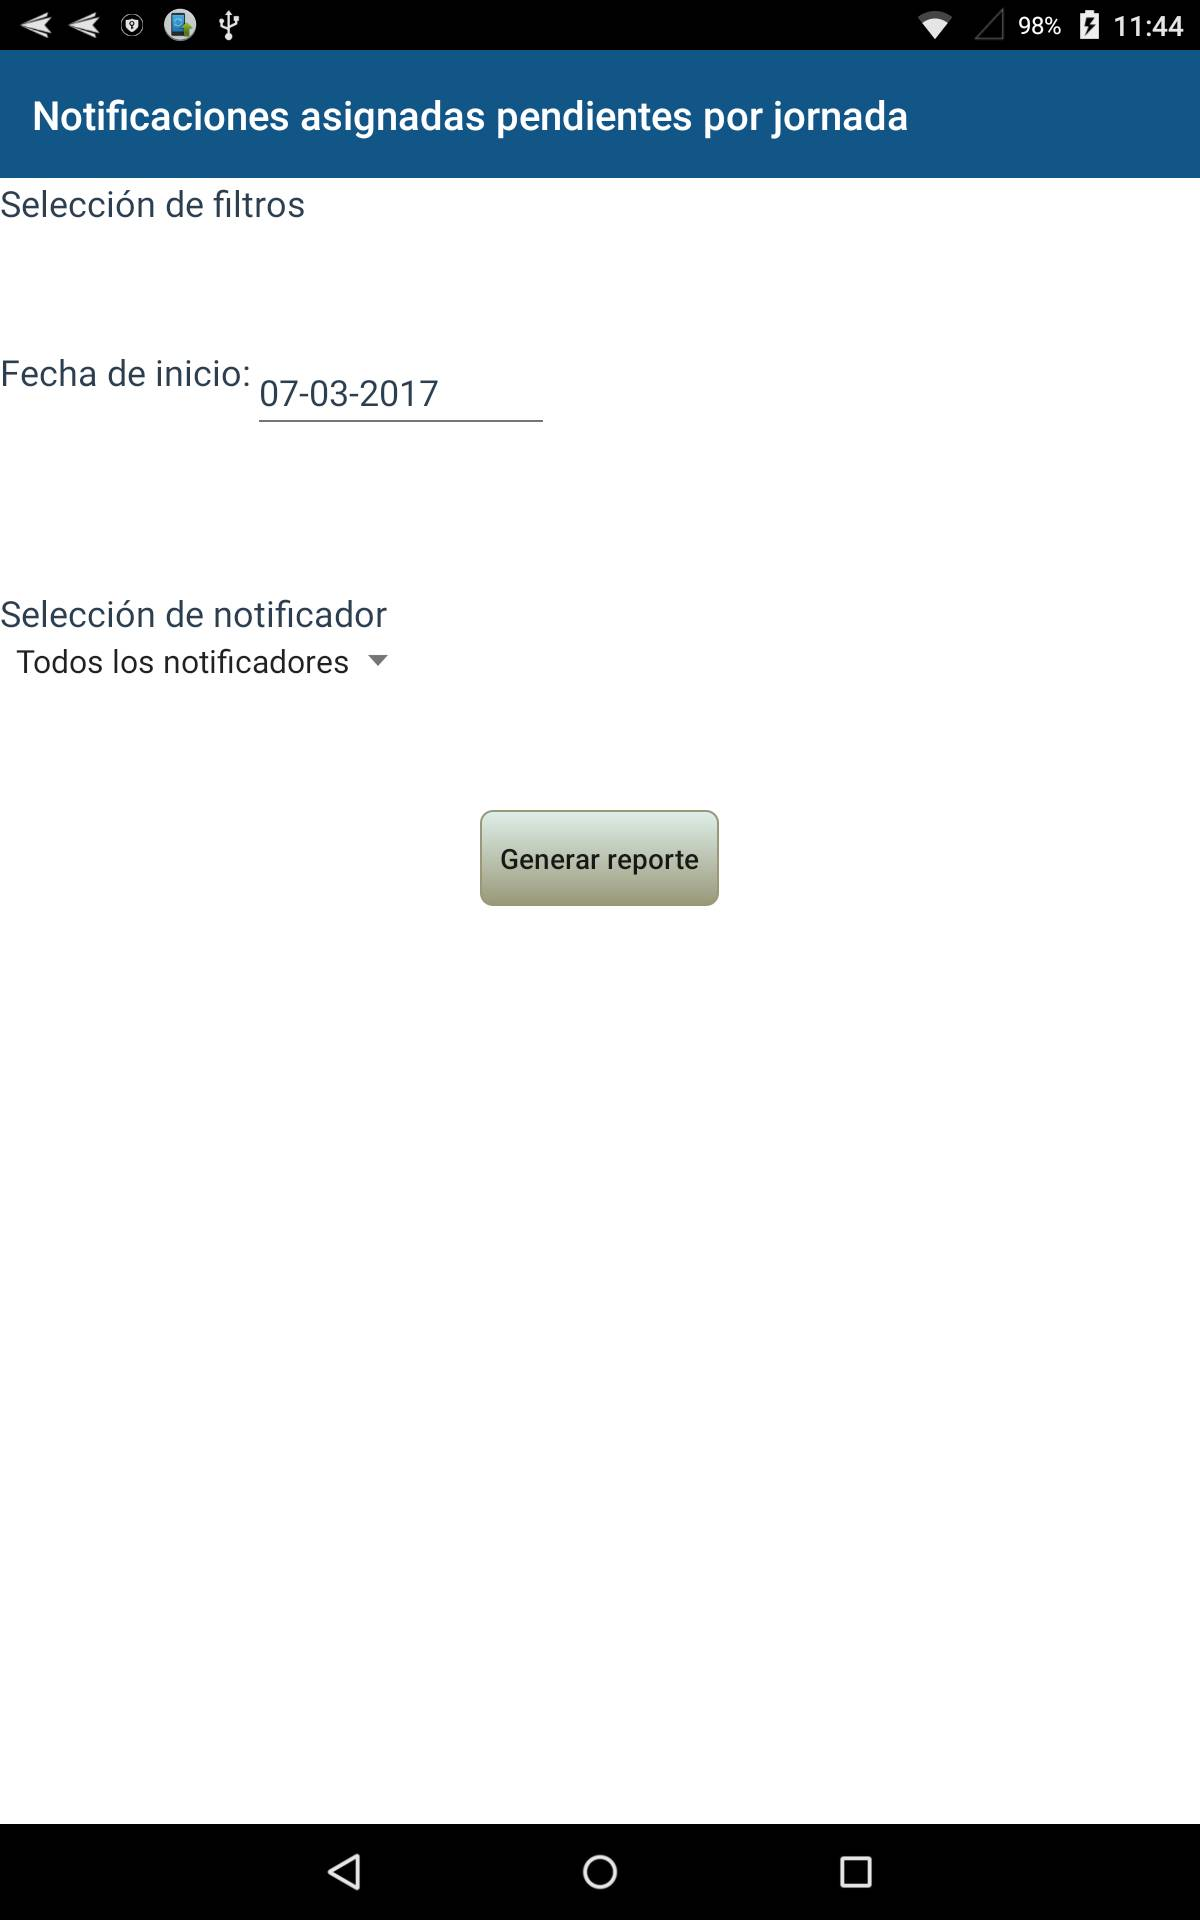 98% 11:44
Notificaciones asignadas pendientes por jornada
Selección de filtros
Fecha de inicio: 07-03-2017
Selección de notificador
Todos los notificadores
Generar reporte